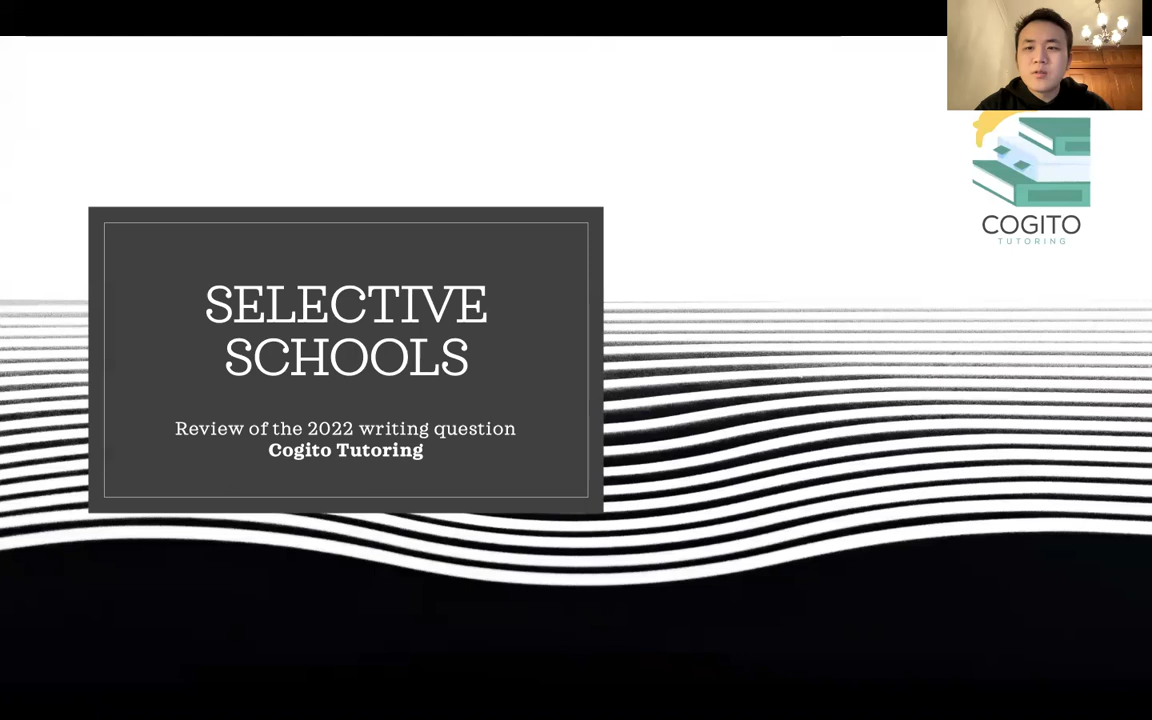 COGITO
TUTORING
SELECTIVE
SCHOOLS
Review of the 2022 writing question
Cogito Tutoring